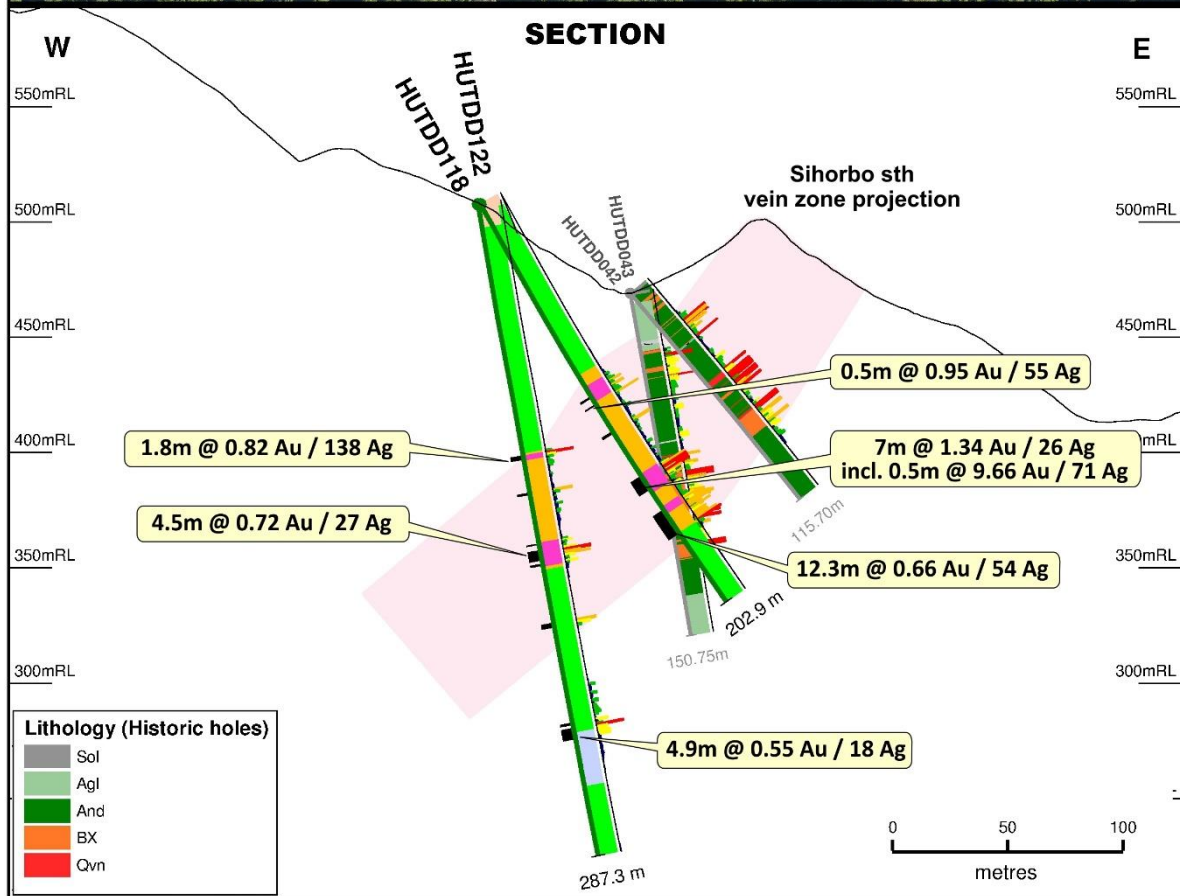 SECTION
W
E
550mRL
550mRL
HUTDD118
HUTDD122
Sihorbo sth
vein zone projection
500mRL
500mRL
HUTDD042
HUTDD043
450mRL
450mRL
0.5m @ 0.95 Au / 55 Ag
400mRL
mRL
1.8m @ 0.82 Au / 138 Ag
7m @ 1.34 Au / 26 Ag
incl. 0.5m @ 9.66 Au / 71 Ag
4.5m @ 0.72 Au / 27 Ag
115.70m
350mRL
350mRL
12.3m @ 0.66 Au / 54 Ag
202.9 m
150.75m
300mRL
300mRL
Lithology (Historic holes)
Sol
Agl
And
BX
Qvn
4.9m @ 0.55 Au / 18 Ag
0 50 100
metres
287.3 m